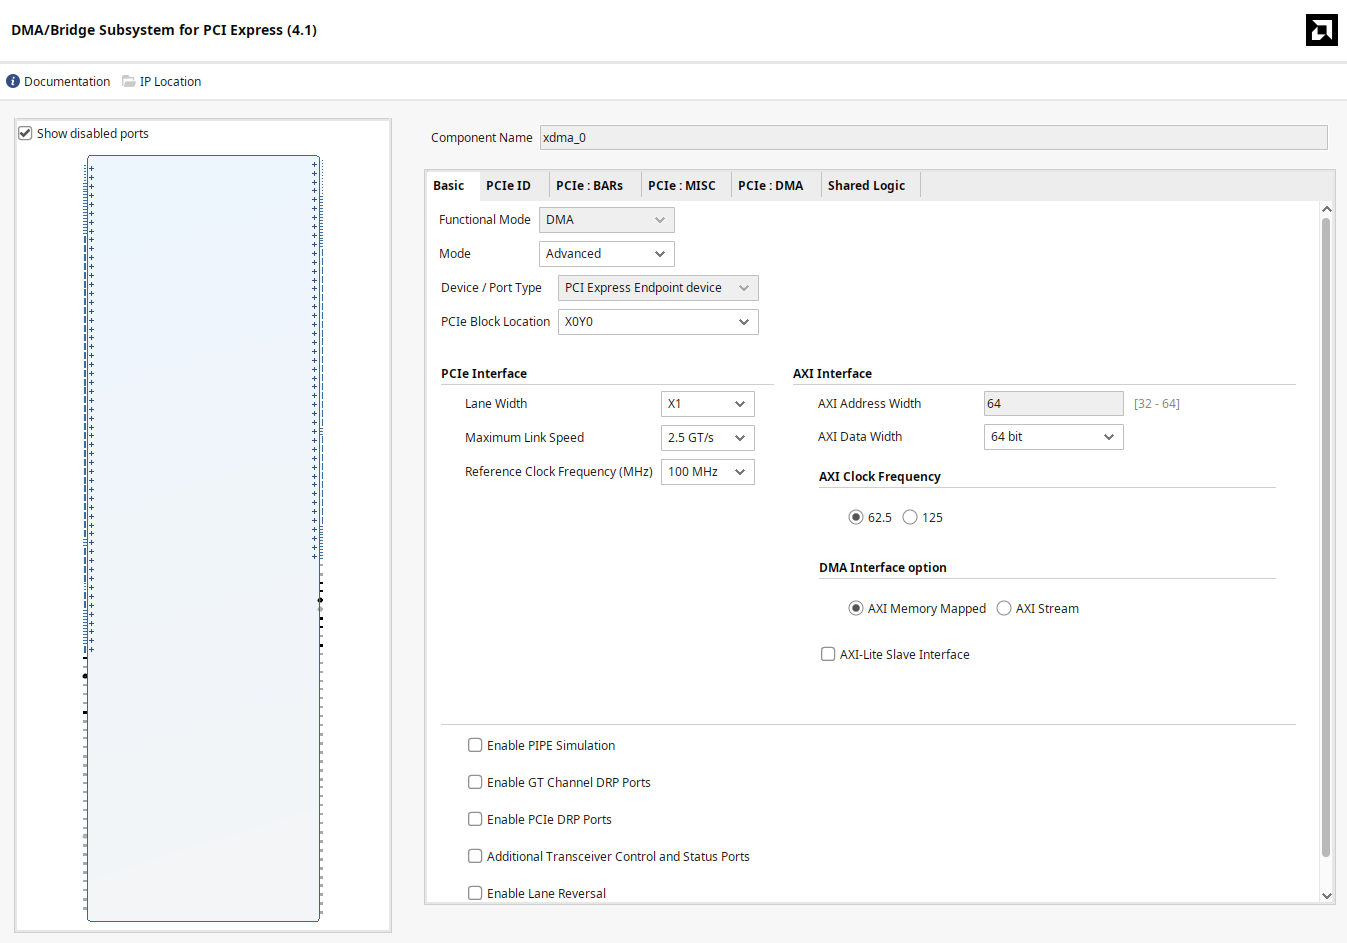 DMA/Bridge Subsystem for PCI Express (4.1)
Documentation IP Location
Show disabled ports
Component Name xdma_0
Basic PCIe ID PCIe : BARs PCIe : MISC PCIe : DMA Shared Logic
Functional Mode DMA
Mode Advanced
Device / Port Type PCI Express Endpoint device
PCIe Block Location X0Y0
PCIe Interface
Lane Width X1
Maximum Link Speed 2.5 GT/s
Reference Clock Frequency (MHz) 100 MHz
AXI Interface
AXI Address Width 64 [32 - 64]
AXI Data Width 64 bit
AXI Clock Frequency
62.5 125
DMA Interface option
AXI Memory Mapped AXI Stream
AXI-Lite Slave Interface
Enable PIPE Simulation
Enable GT Channel DRP Ports
Enable PCIe DRP Ports
Additional Transceiver Control and Status Ports
Enable Lane Reversal